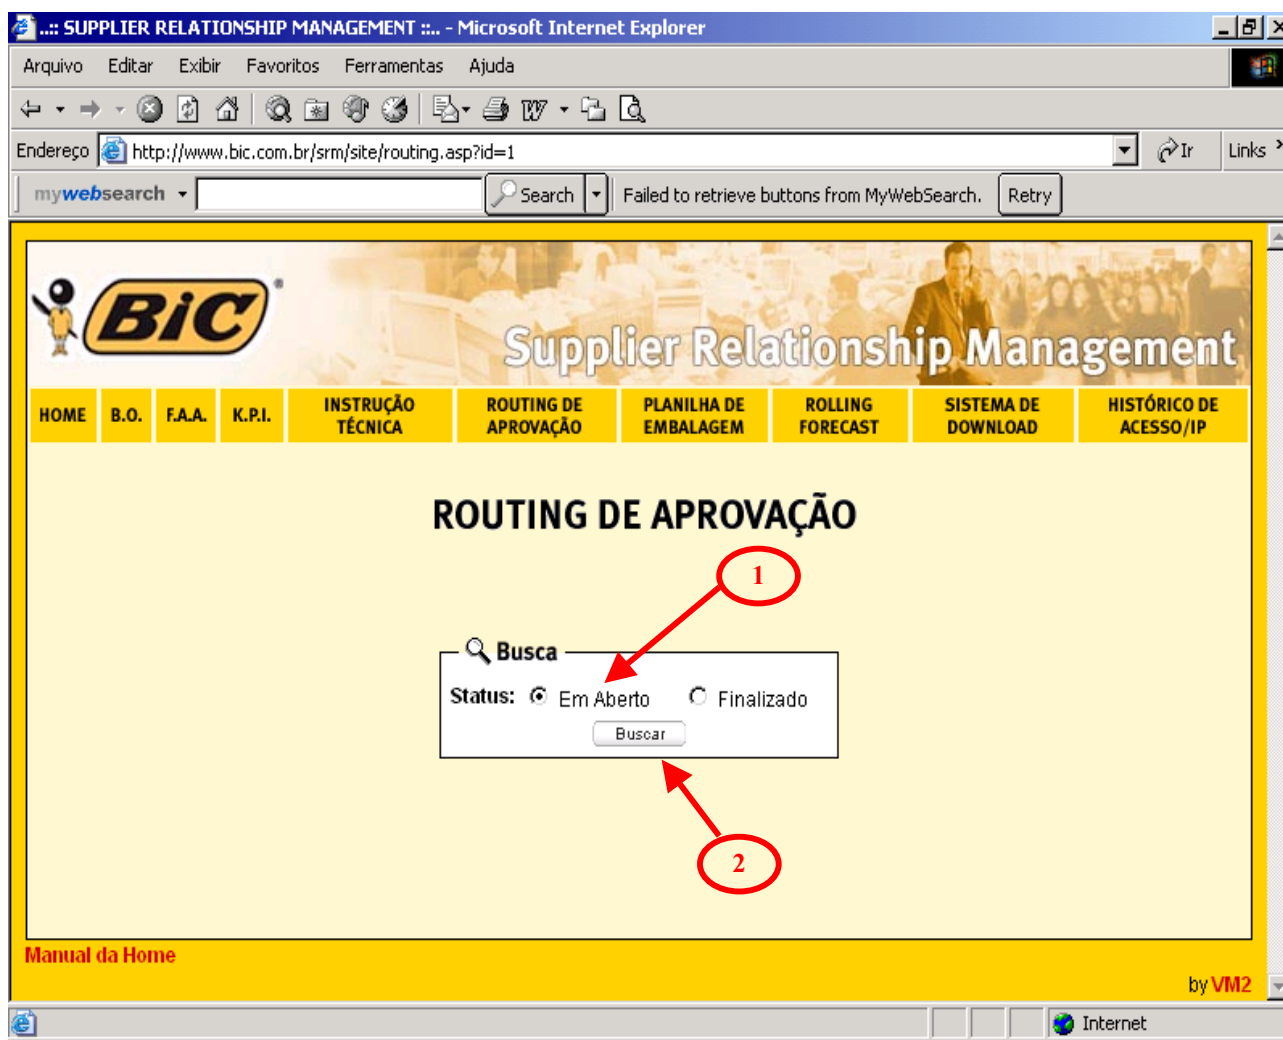 ..:: SUPPLIER RELATIONSHIP MANAGEMENT ::.. - Microsoft Internet Explorer
Arquivo Editar Exibir Favoritos Ferramentas Ajuda
Endereço http://www.bic.com.br/srm/site/routing.asp?id=1 Ir Links
mywebsearch Search Failed to retrieve buttons from MyWebSearch. Retry
BIC
Supplier Relationship Management
HOME B.O. F.A.A. K.P.I. INSTRUÇÃO TÉCNICA ROUTING DE APROVAÇÃO PLANILHA DE EMBALAGEM ROLLING FORECAST SISTEMA DE DOWNLOAD HISTÓRICO DE ACESSO/IP
ROUTING DE APROVAÇÃO
1
Busca
Status: Em Aberto Finalizado
Buscar
2
Manual da Home
by VM2
Internet